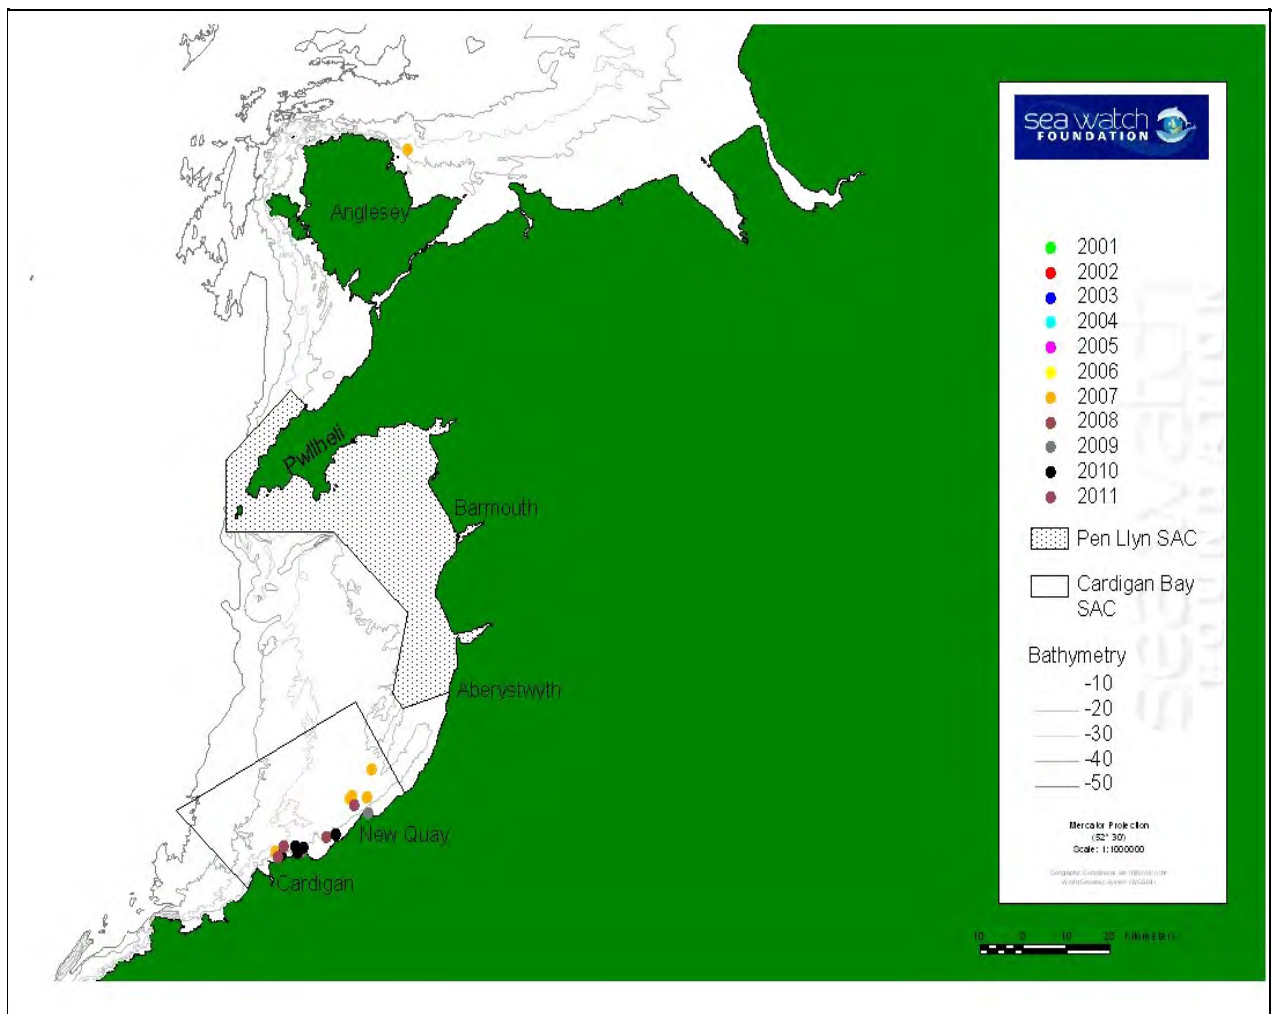 sea watch
FOUNDATION
Anglesey
Pwllheli
Barmouth
Aberystwyth
New Quay
Cardigan
2001
2002
2003
2004
2005
2006
2007
2008
2009
2010
2011
Pen Llyn SAC
Cardigan Bay
SAC
Bathymetry
-10
-20
-30
-40
-50
Mercator Projection
(52° 30')
Scale: 1:1000000
10 0 10 20 Kilometers